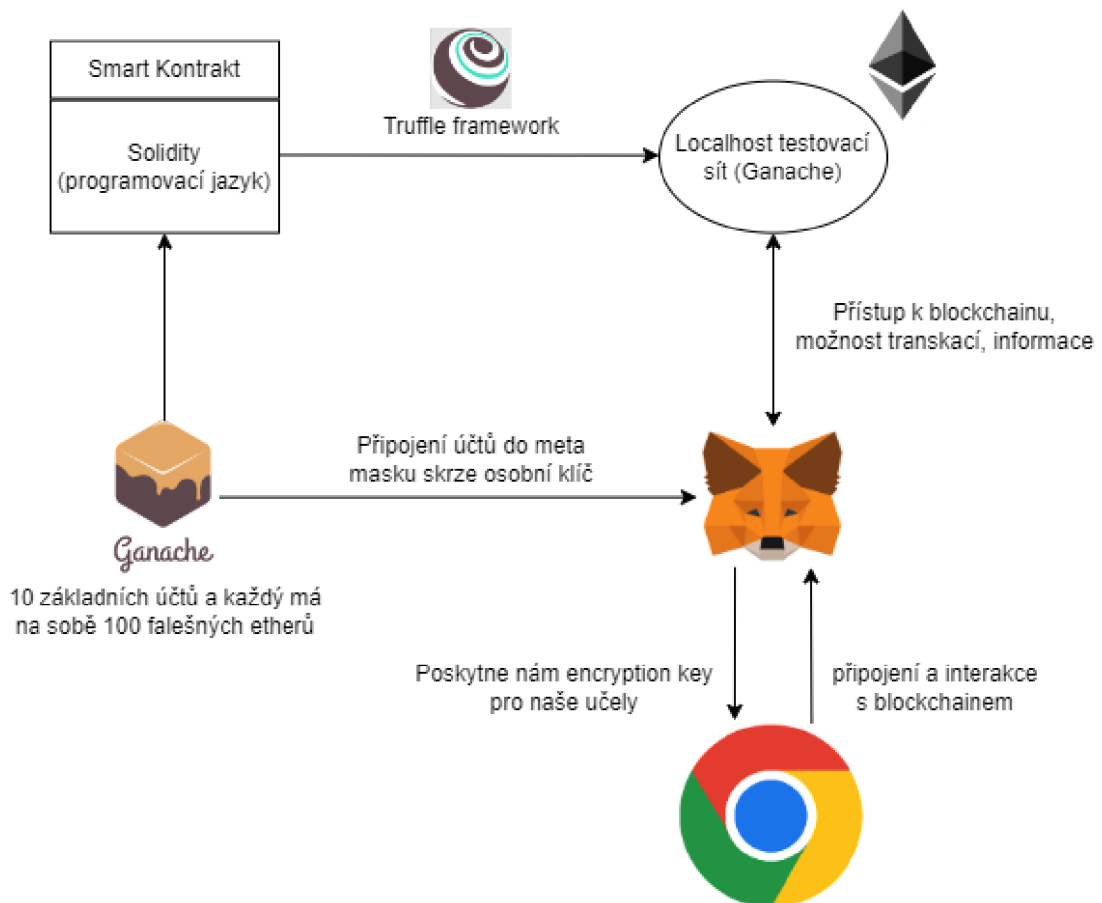 Smart Kontrakt
Solidity
(programovací jazyk)
Truffle framework
Localhost testovací
sít (Ganache)
Přístup k blockchainu,
možnost transkací, informace
Připojení účtů do meta
masku skrze osobní klíč
Ganache
10 základních účtů a každý má
na sobě 100 falešných etherů
Poskytne nám encryption key
pro naše učely
připojení a interakce
s blockchainem